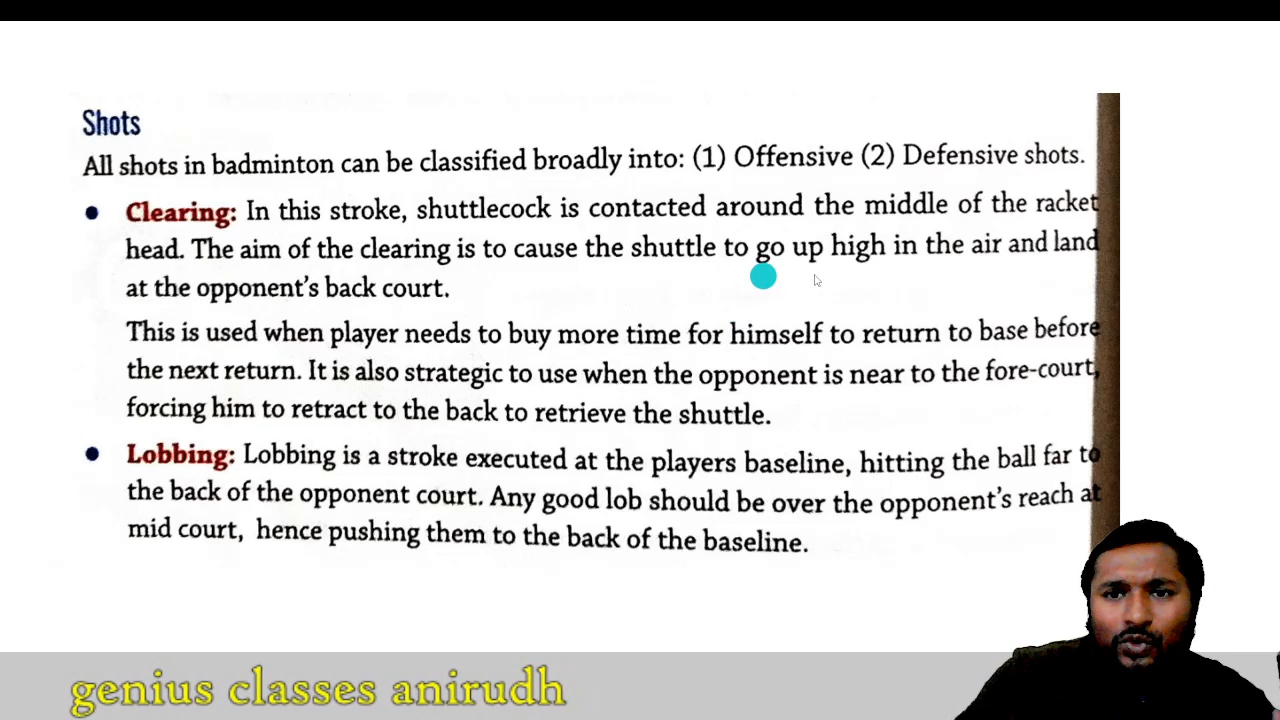 Shots
All shots in badminton can be classified broadly into: (1) Offensive (2) Defensive shots.
• Clearing: In this stroke, shuttlecock is contacted around the middle of the racket
head. The aim of the clearing is to cause the shuttle to go up high in the air and land
at the opponent's back court.
This is used when player needs to buy more time for himself to return to base before
the next return. It is also strategic to use when the opponent is near to the fore-court,
forcing him to retract to the back to retrieve the shuttle.
• Lobbing: Lobbing is a stroke executed at the players baseline, hitting the ball far to
the back of the opponent court. Any good lob should be over the opponent's reach at
mid court, hence pushing them to the back of the baseline.
genius classes anirudh